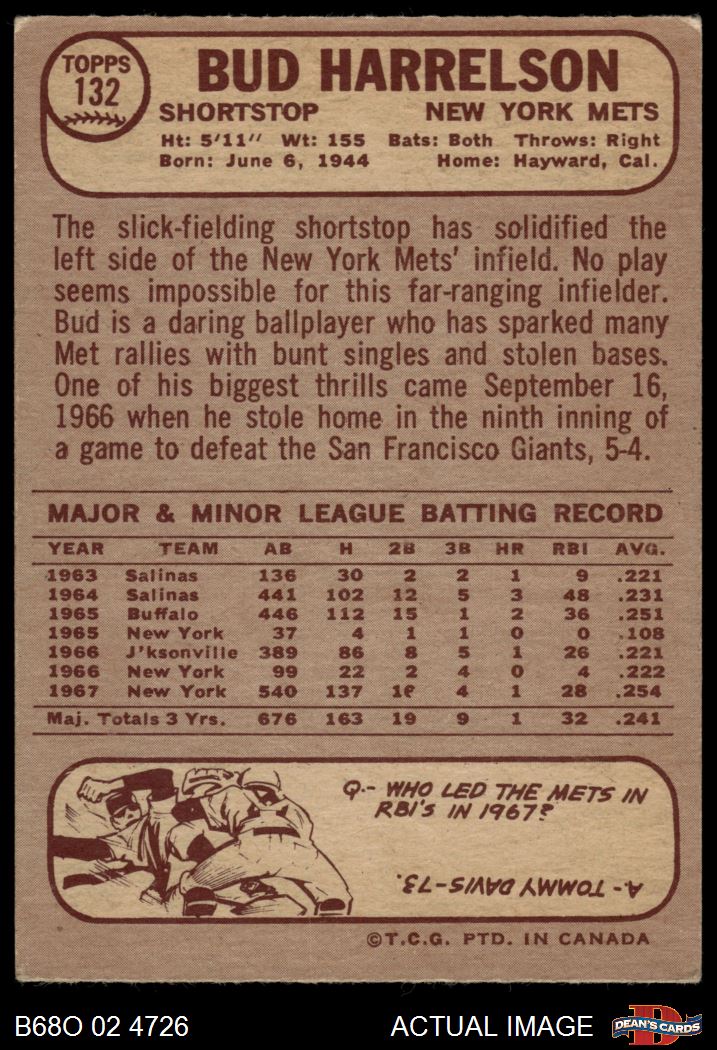 TOPPS
132
BUD HARRELSON
SHORTSTOP NEW YORK METS
Ht: 5'11" Wt: 155 Bats: Both Throws: Right
Born: June 6, 1944 Home: Hayward, Cal.
The slick-fielding shortstop has solidified the
left side of the New York Mets' infield. No play
seems impossible for this far-ranging infielder.
Bud is a daring ballplayer who has sparked many
Met rallies with bunt singles and stolen bases.
One of his biggest thrills came September 16,
1966 when he stole home in the ninth inning of
a game to defeat the San Francisco Giants, 5-4.
MAJOR & MINOR LEAGUE BATTING RECORD
YEAR TEAM AB H 2B 3B HR RBI AVG.
1963 Salinas 136 30 2 2 1 9 .221
1964 Salinas 441 102 12 5 3 48 .231
1965 Buffalo 446 112 15 1 2 36 .251
1965 New York 37 4 1 1 0 0 .108
1966 J'ksonville 389 86 8 5 1 26 .221
1966 New York 99 22 2 4 0 4 .222
1967 New York 540 137 16 4 1 28 .254
Maj. Totals 3 Yrs. 676 163 19 9 1 32 .241
Q.- WHO LED THE METS IN
RBI'S IN 1967?
A.- TOMMY DAVIS-73.
©T.C.G. PTD. IN CANADA
B68O 02 4726 ACTUAL IMAGE DEAN'S CARDS